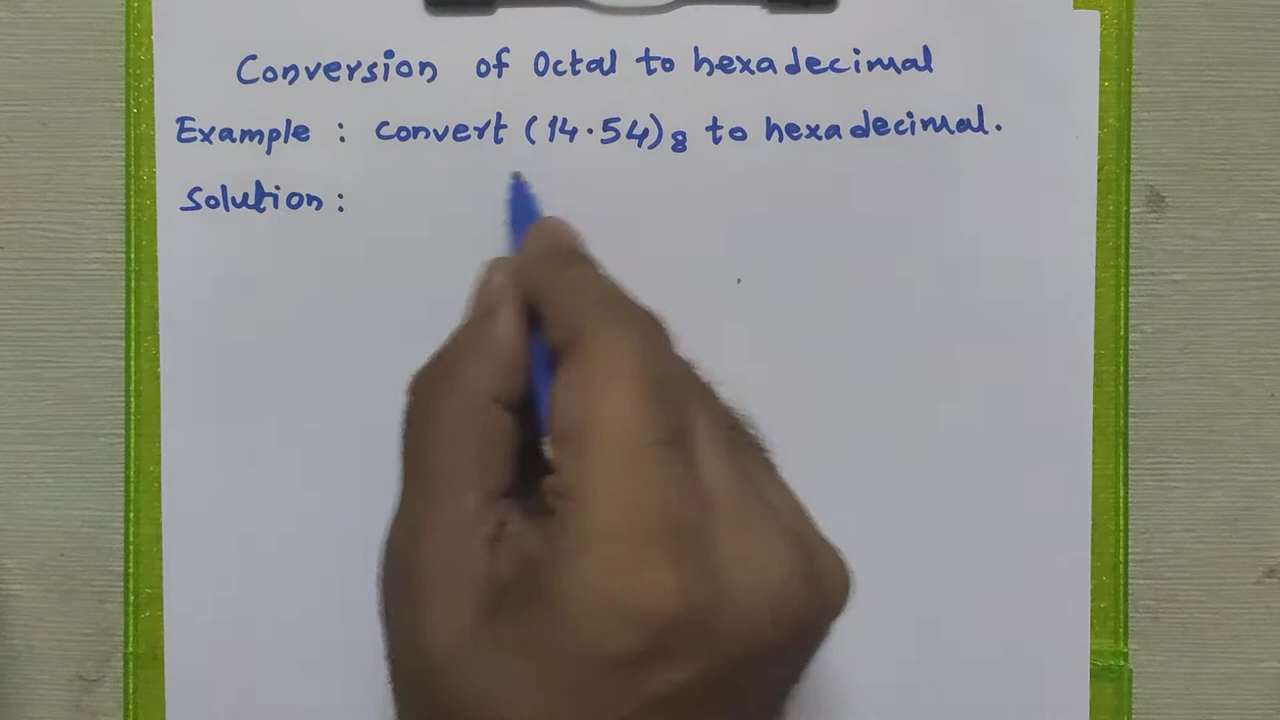 Conversion of Octal to hexadecimal
Example : Convert (14.54)8 to hexadecimal.
Solution :